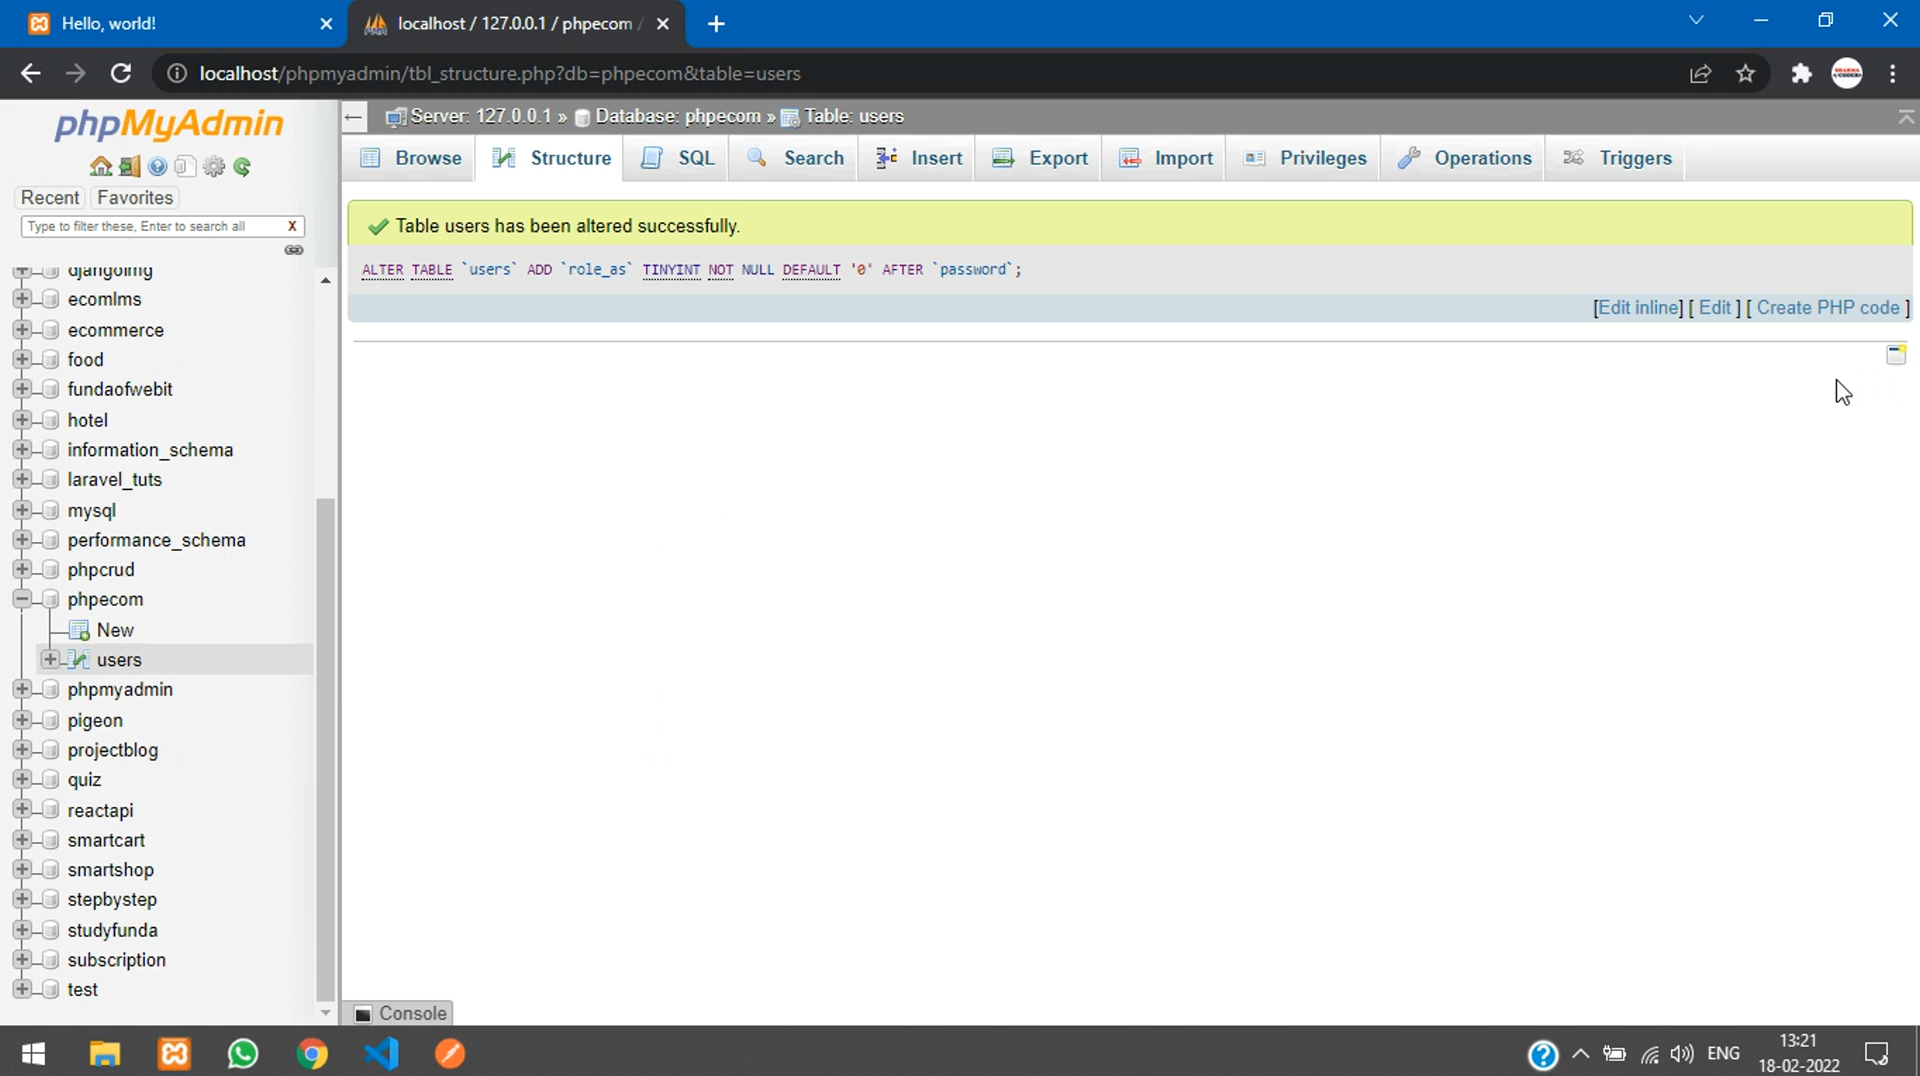 Hello, world!
localhost / 127.0.0.1 / phpecom /
localhost/phpmyadmin/tbl_structure.php?db=phpecom&table=users
phpMyAdmin
Recent Favorites
Type to filter these, Enter to search all X
djangoimg
ecomlms
ecommerce
food
fundaofwebit
hotel
information_schema
laravel_tuts
mysql
performance_schema
phpcrud
phpecom
New
users
phpmyadmin
pigeon
projectblog
quiz
reactapi
smartcart
smartshop
stepbystep
studyfunda
subscription
test
Server: 127.0.0.1 » Database: phpecom » Table: users
Browse Structure SQL Search Insert Export Import Privileges Operations Triggers
Table users has been altered successfully.
ALTER TABLE `users` ADD `role_as` TINYINT NOT NULL DEFAULT '0' AFTER `password`;
[Edit inline] [ Edit ] [ Create PHP code ]
Console
ENG
13:21
18-02-2022